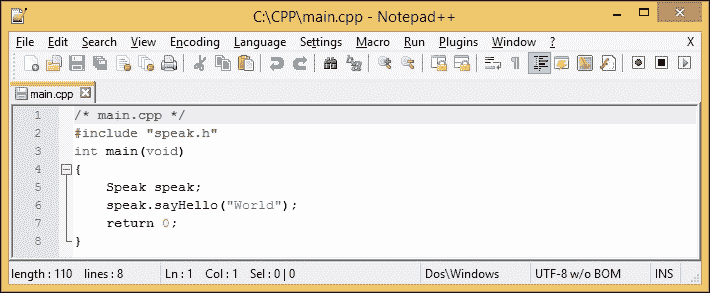 C:\CPP\main.cpp - Notepad++
File Edit Search View Encoding Language Settings Macro Run Plugins Window ? X
main.cpp
1 /* main.cpp */
2 #include "speak.h"
3 int main(void)
4 {
5     Speak speak;
6     speak.sayHello("World");
7     return 0;
8 }
length : 110 lines : 8 Ln : 1 Col : 1 Sel : 0 | 0 Dos\Windows UTF-8 w/o BOM INS